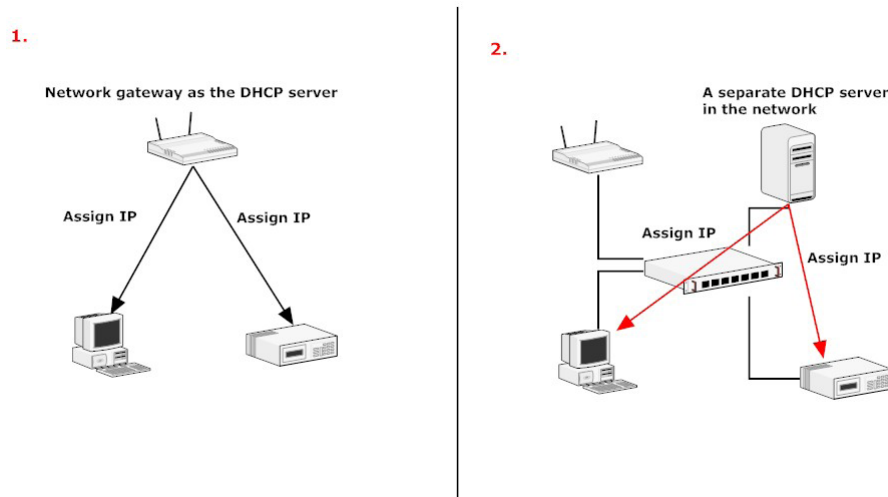 1.
Network gateway as the DHCP server
Assign IP
Assign IP
2.
A separate DHCP server
in the network
Assign IP
Assign IP